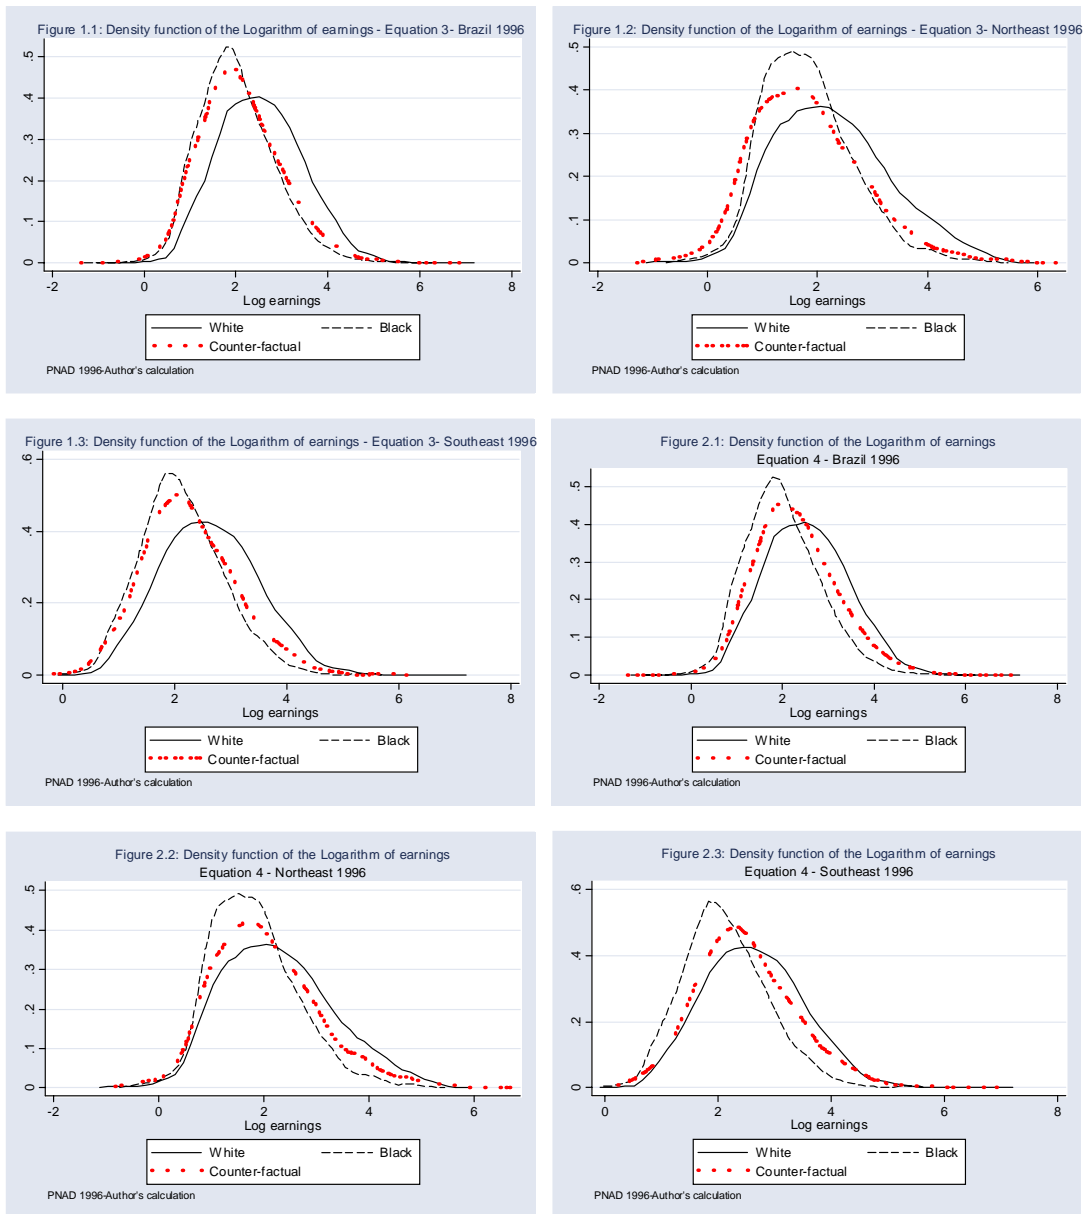 Figure 1.1: Density function of the Logarithm of earnings - Equation 3- Brazil 1996
0 .1 .2 .3 .4 .5
-2 0 2 4 6 8
Log earnings
White Black
Counter-factual
PNAD 1996-Author's calculation
Figure 1.2: Density function of the Logarithm of earnings - Equation 3- Northeast 1996
0 .1 .2 .3 .4 .5
-2 0 2 4 6
Log earnings
White Black
Counter-factual
PNAD 1996-Author's calculation
Figure 1.3: Density function of the Logarithm of earnings - Equation 3- Southeast 1996
0 .2 .4 .6
0 2 4 6 8
Log earnings
White Black
Counter-factual
PNAD 1996-Author's calculation
Figure 2.1: Density function of the Logarithm of earnings
Equation 4 - Brazil 1996
0 .1 .2 .3 .4 .5
-2 0 2 4 6 8
Log earnings
White Black
Counter-factual
PNAD 1996-Author's calculation
Figure 2.2: Density function of the Logarithm of earnings
Equation 4 - Northeast 1996
0 .1 .2 .3 .4 .5
-2 0 2 4 6
Log earnings
White Black
Counter-factual
PNAD 1996-Author's calculation
Figure 2.3: Density function of the Logarithm of earnings
Equation 4 - Southeast 1996
0 .2 .4 .6
0 2 4 6 8
Log earnings
White Black
Counter-factual
PNAD 1996-Author's calculation